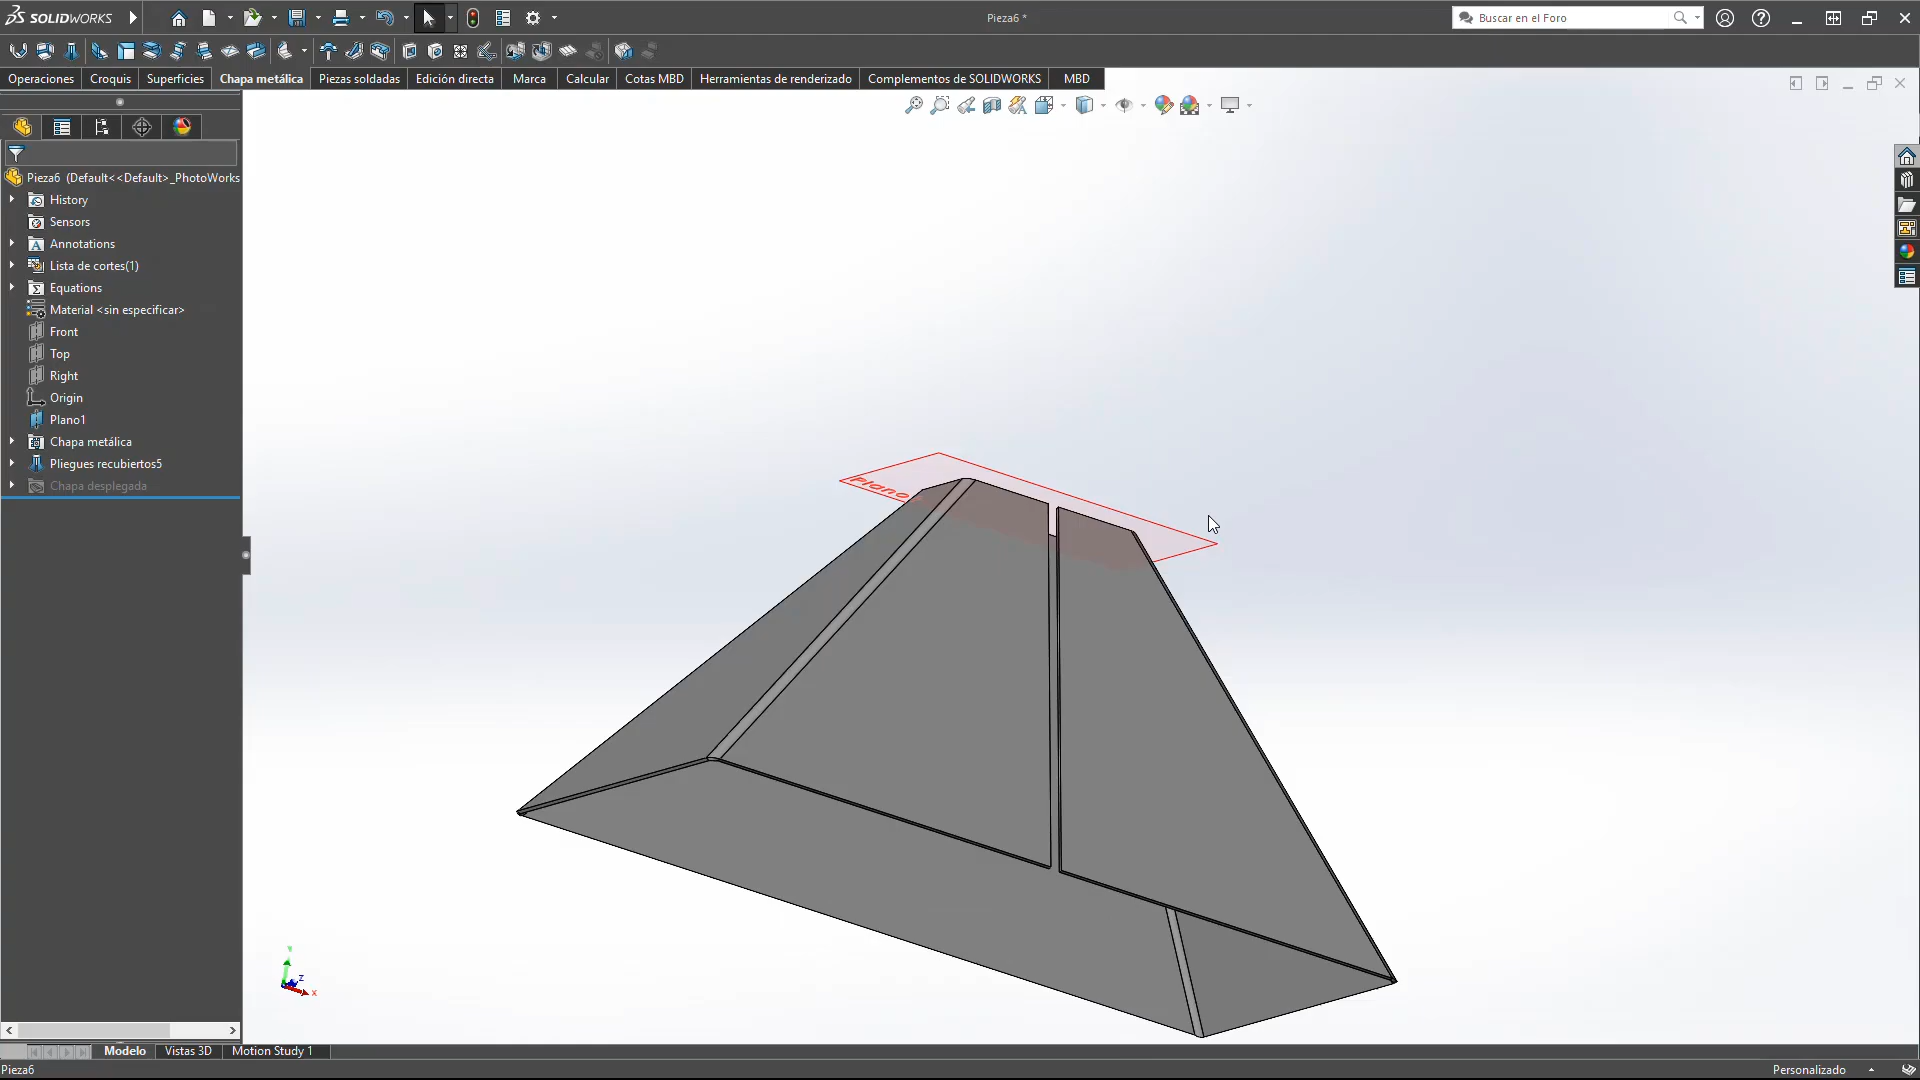 SOLIDWORKS
Pieza6 *
Buscar en el Foro
Operaciones Croquis Superficies Chapa metálica Piezas soldadas Edición directa Marca Calcular Cotas MBD Herramientas de renderizado Complementos de SOLIDWORKS MBD
Pieza6 (Default<<Default>_PhotoWorks
History
Sensors
Annotations
Lista de cortes(1)
Equations
Material <sin especificar>
Front
Top
Right
Origin
Plano1
Chapa metálica
Pliegues recubiertos5
Chapa desplegada
Plano
Y
Z
X
Modelo Vistas 3D Motion Study 1
Pieza6
Personalizado